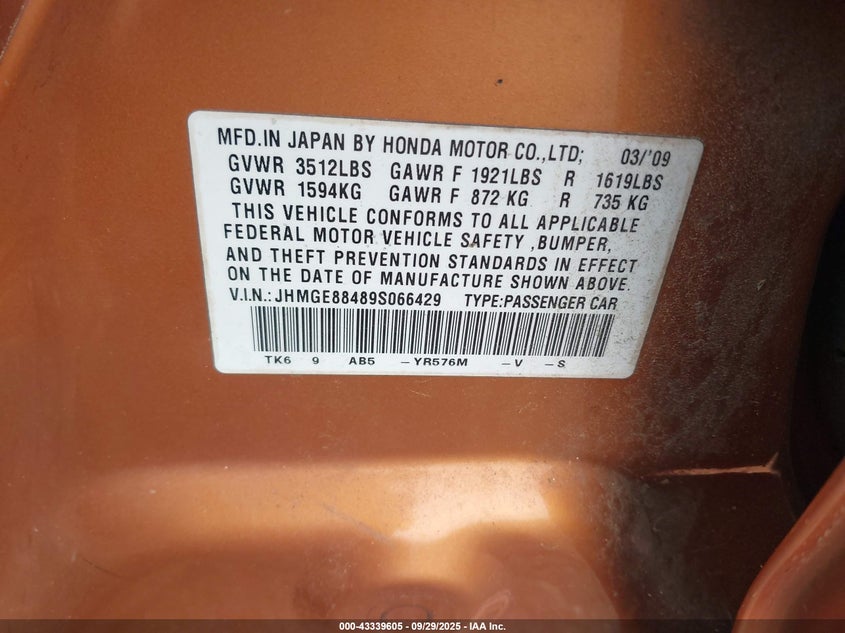 MFD.IN JAPAN BY HONDA MOTOR CO.,LTD; 03/'09
GVWR 3512LBS GAWR F 1921LBS R 1619LBS
GVWR 1594KG GAWR F 872 KG R 735 KG
THIS VEHICLE CONFORMS TO ALL APPLICABLE
FEDERAL MOTOR VEHICLE SAFETY ,BUMPER,
AND THEFT PREVENTION STANDARDS IN EFFECT
ON THE DATE OF MANUFACTURE SHOWN ABOVE.
V.I.N.: JHMGE88489S066429 TYPE:PASSENGER CAR
TK6 9 AB5 -YR576M -V -S
000-43339605 - 09/29/2025 - IAA Inc.